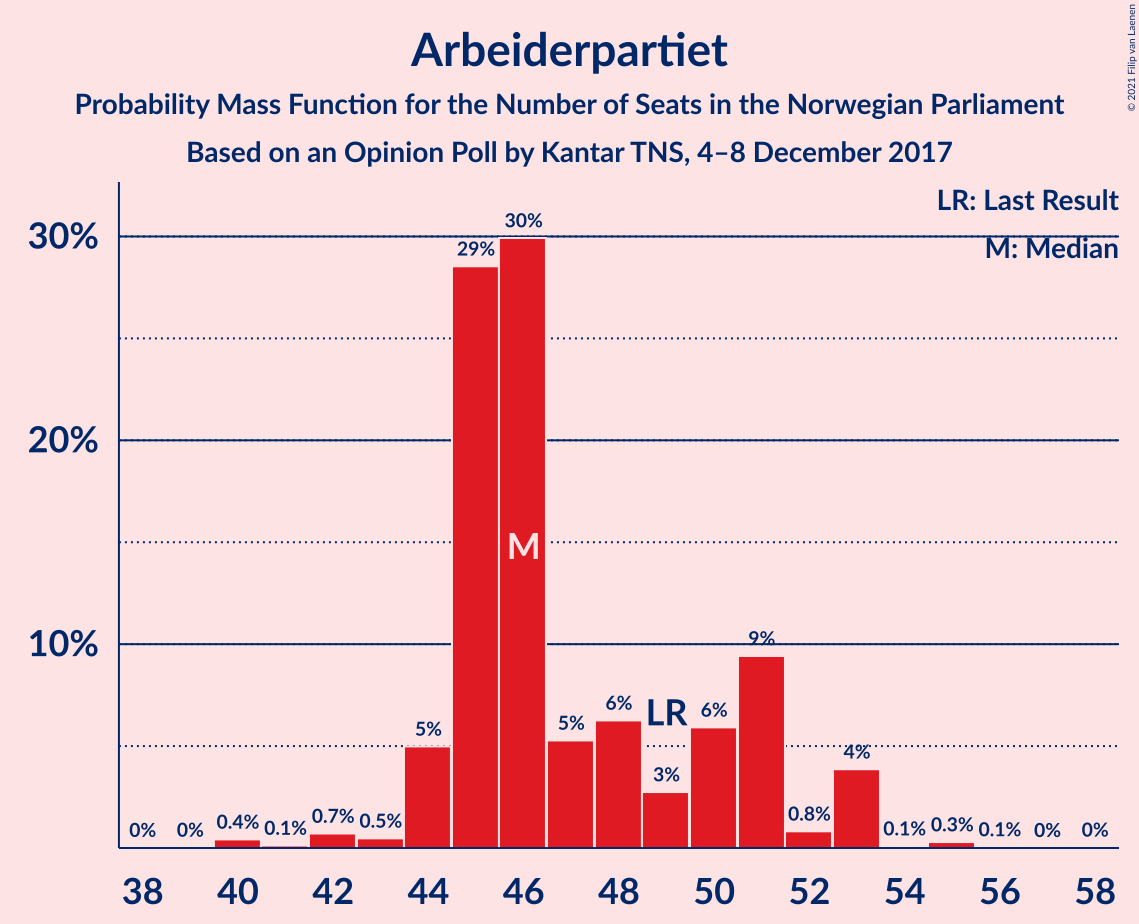 Arbeiderpartiet
Probability Mass Function for the Number of Seats in the Norwegian Parliament
Based on an Opinion Poll by Kantar TNS, 4–8 December 2017
© 2021 Filip van Laenen
LR: Last Result
M: Median
30%
20%
10%
0%
0%
0.4%
0.1%
0.7%
0.5%
5%
29%
30%
5%
6%
3%
6%
9%
0.8%
4%
0.1%
0.3%
0.1%
0%
0%
M
LR
38 40 42 44 46 48 50 52 54 56 58